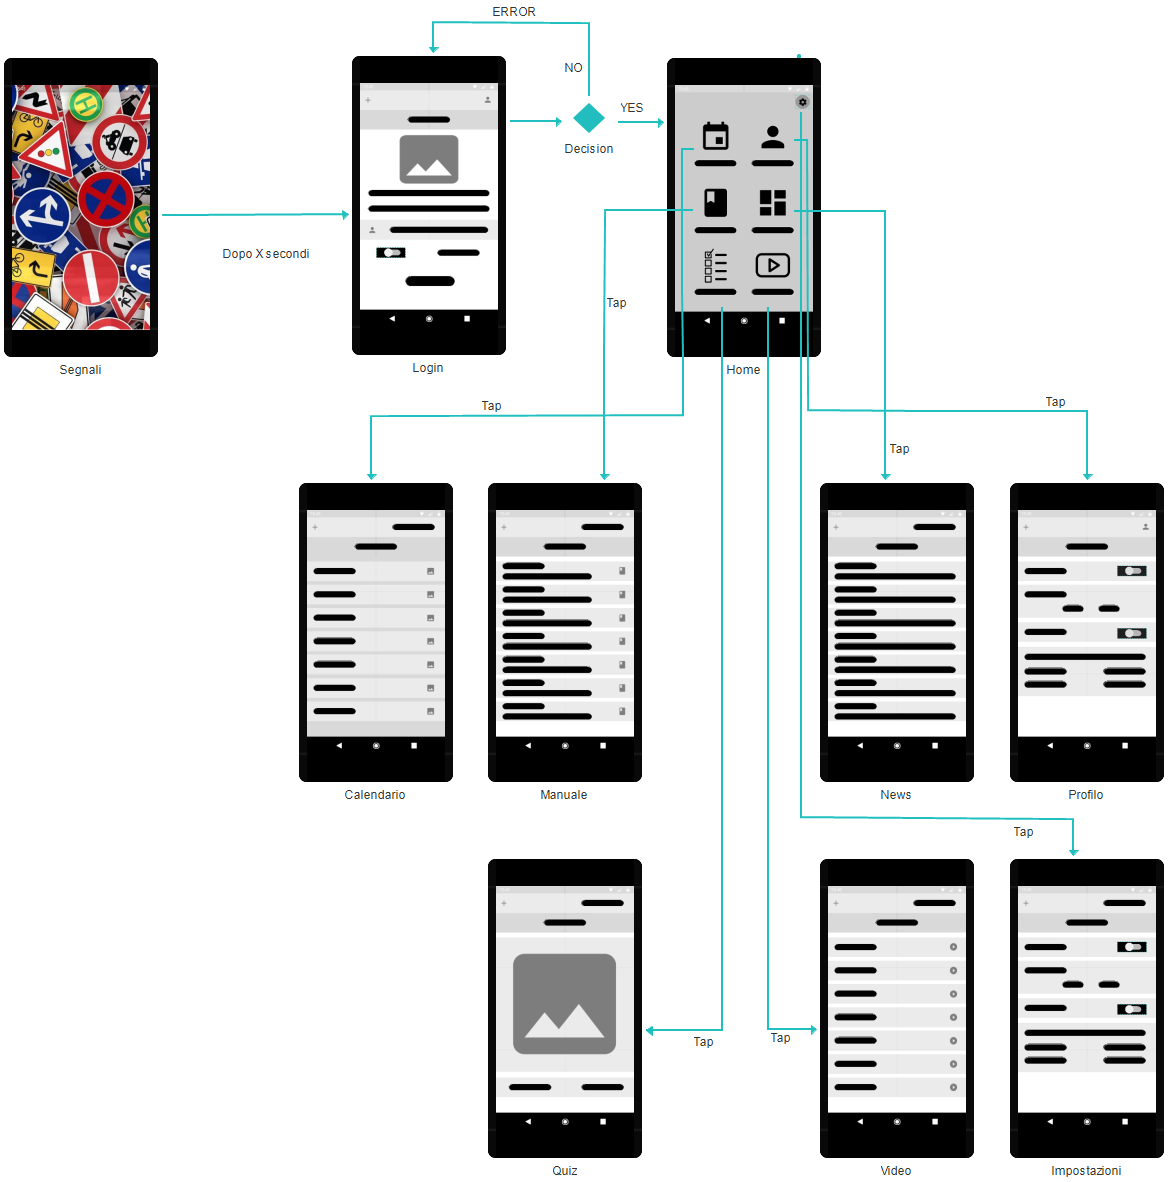 ERROR
NO
YES
Decision
Dopo X secondi
Segnali
Login
Home
Tap
Tap
Tap
Tap
Calendario
Manuale
News
Profilo
Tap
Tap
Tap
Quiz
Video
Impostazioni